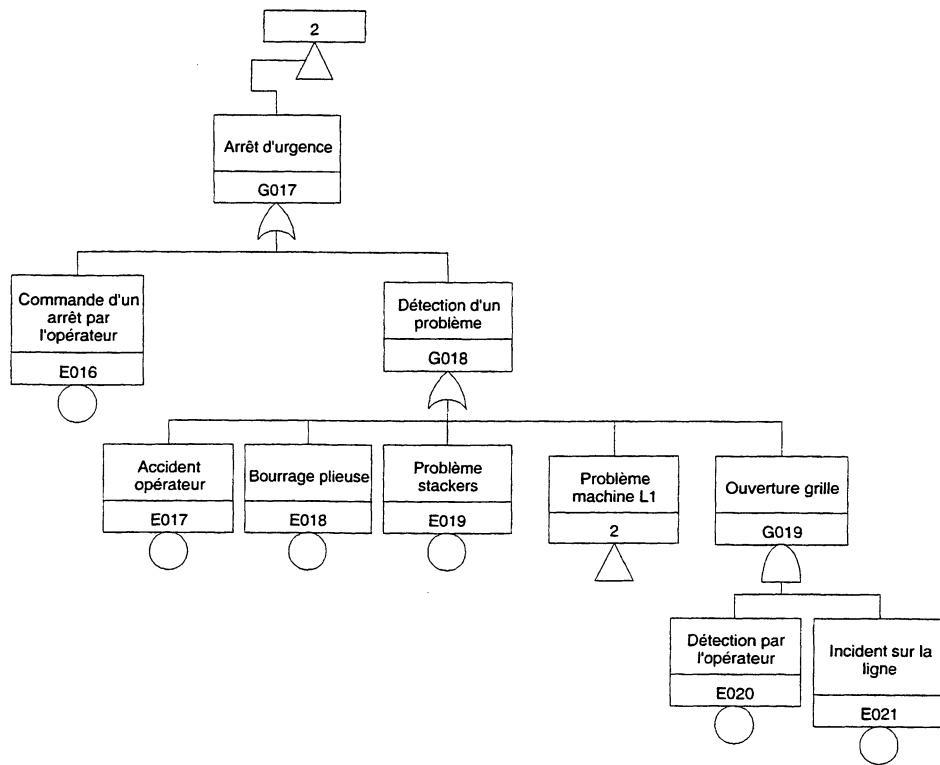 2
Arrêt d'urgence
G017
Commande d'un
arrêt par
l'opérateur
E016
Détection d'un
problème
G018
Accident
opérateur
E017
Bourrage plieuse
E018
Problème
stackers
E019
Problème
machine L1
2
Ouverture grille
G019
Détection par
l'opérateur
E020
Incident sur la
ligne
E021